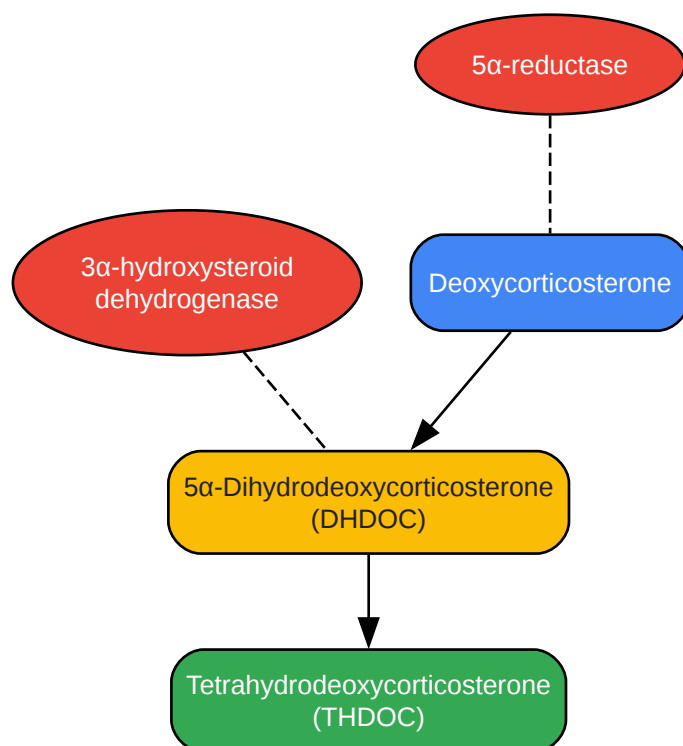 5α-reductase
3α-hydroxysteroid
dehydrogenase
Deoxycorticosterone
5α-Dihydrodeoxycorticosterone
(DHDOC)
Tetrahydrodeoxycorticosterone
(THDOC)